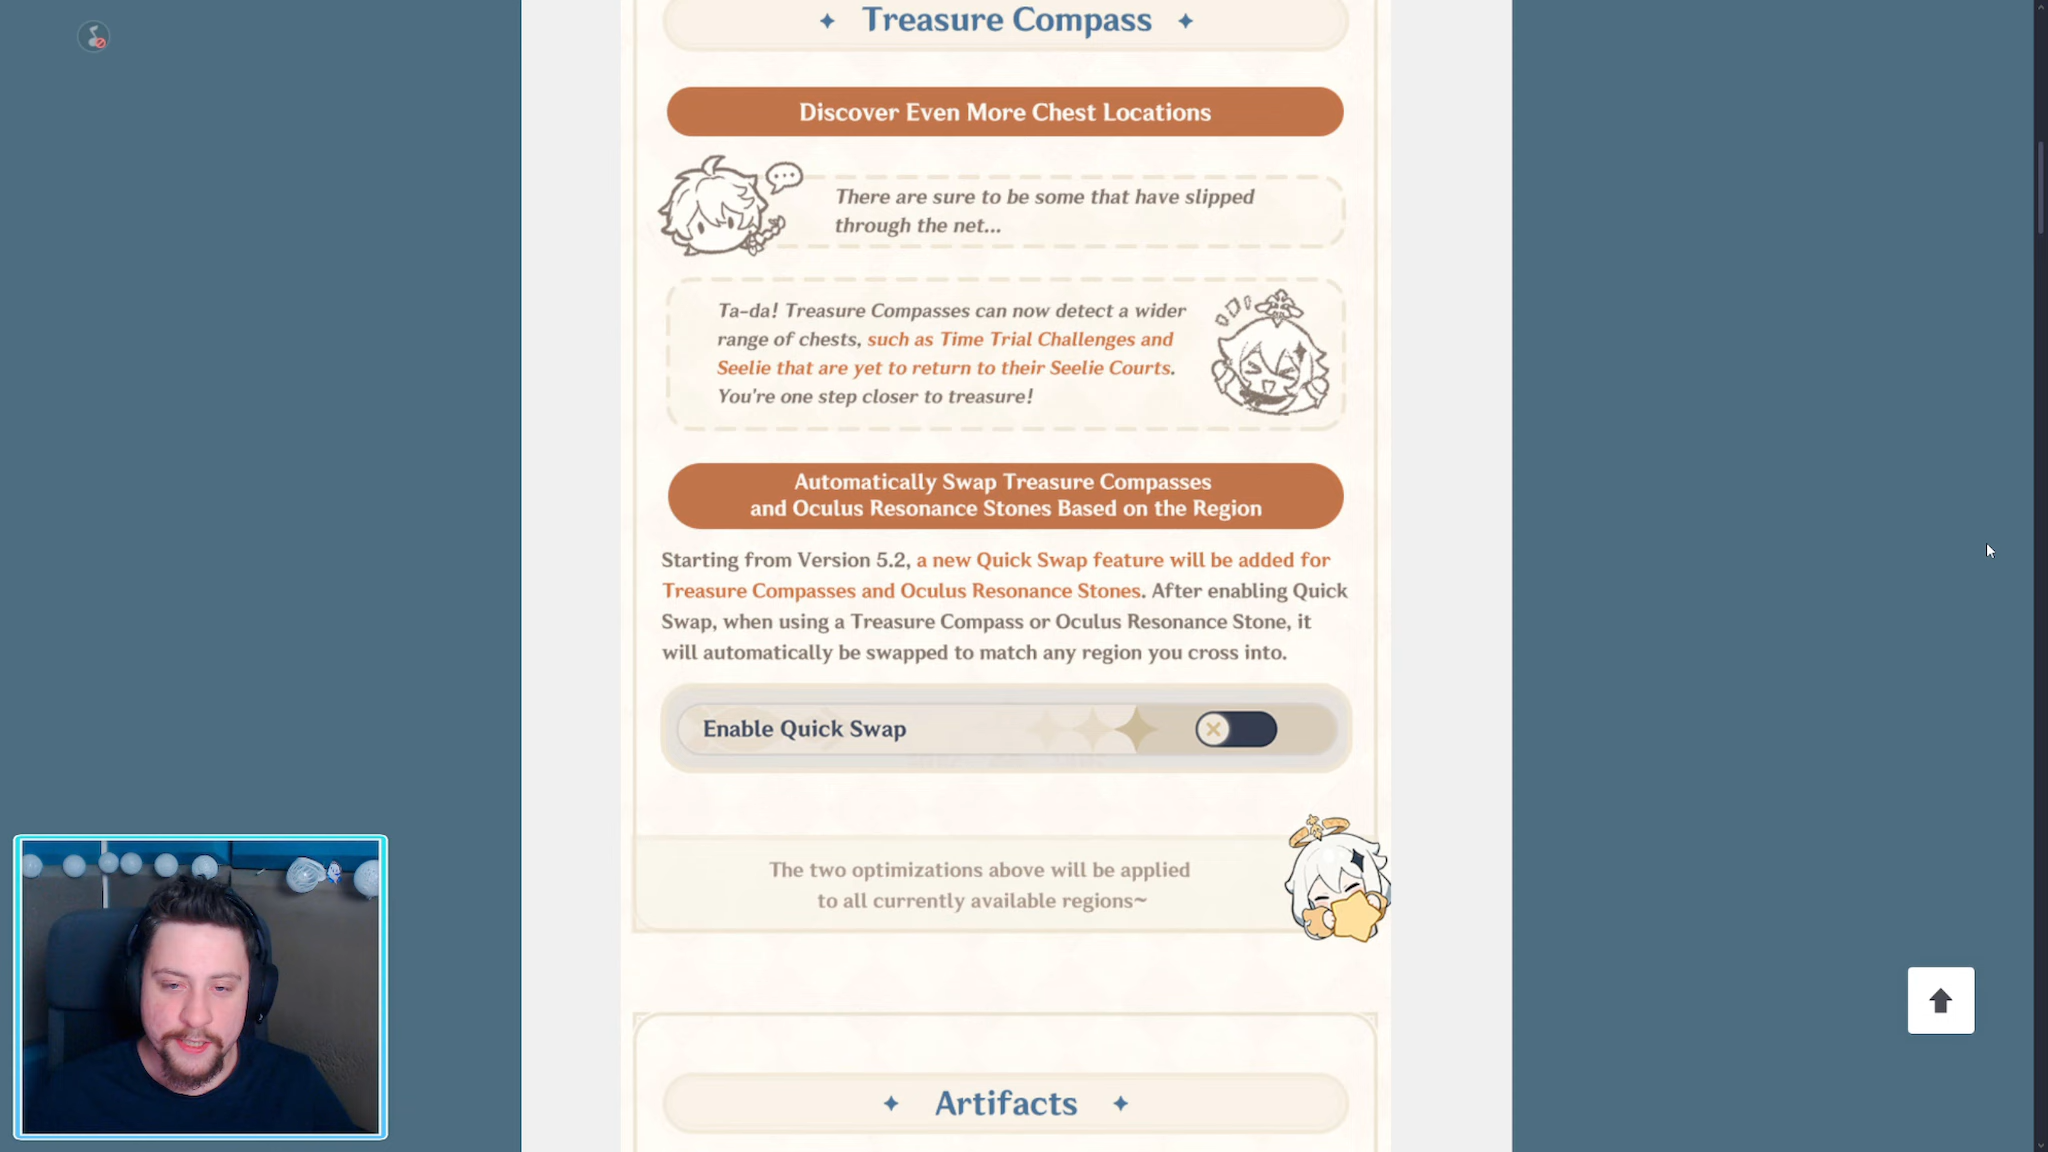 Treasure Compass
Discover Even More Chest Locations
There are sure to be some that have slipped
through the net...
Ta-da! Treasure Compasses can now detect a wider
range of chests, such as Time Trial Challenges and
Seelie that are yet to return to their Seelie Courts.
You're one step closer to treasure!
Automatically Swap Treasure Compasses
and Oculus Resonance Stones Based on the Region
Starting from Version 5.2, a new Quick Swap feature will be added for
Treasure Compasses and Oculus Resonance Stones. After enabling Quick
Swap, when using a Treasure Compass or Oculus Resonance Stone, it
will automatically be swapped to match any region you cross into.
Enable Quick Swap
The two optimizations above will be applied
to all currently available regions~
Artifacts